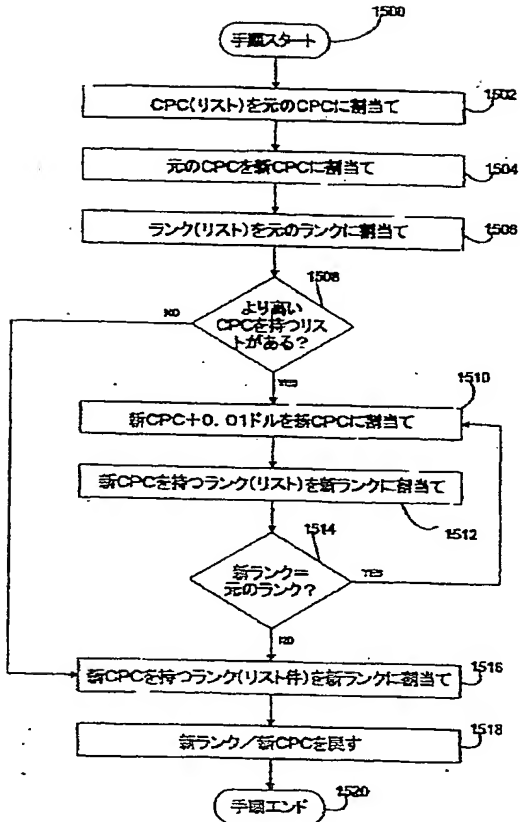 1500
手順スタート
CPC(リスト)を元のCPCに割当て
1502
元のCPCを新CPCに割当て
1504
ランク(リスト)を元のランクに割当て
1506
1508
より高い
CPCを持つリス
トがある?
NO
YES
1510
新CPC+0.01ドルを新CPCに割当て
新CPCを持つランク(リスト)を新ランクに割当て
1512
1514
新ランク=
元のランク?
YES
NO
新CPCを持つランク(リスト件)を新ランクに割当て
1516
新ランク/新CPCを戻す
1518
手順エンド
1520